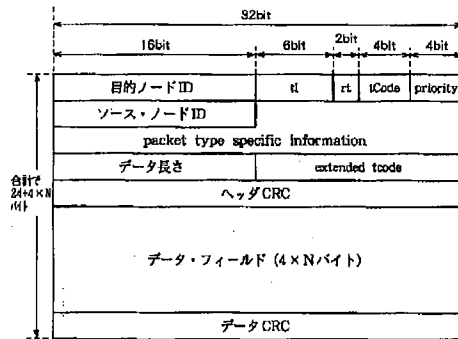 32bit
16bit
6bit
2bit
4bit
4bit
目的ノードID
tl
rt
tCode
priority
ソース・ノードID
packet type specific information
データ長さ
extended tcode
合計で
24+4×N
バイト
ヘッダCRC
データ・フィールド (4×Nバイト)
データCRC